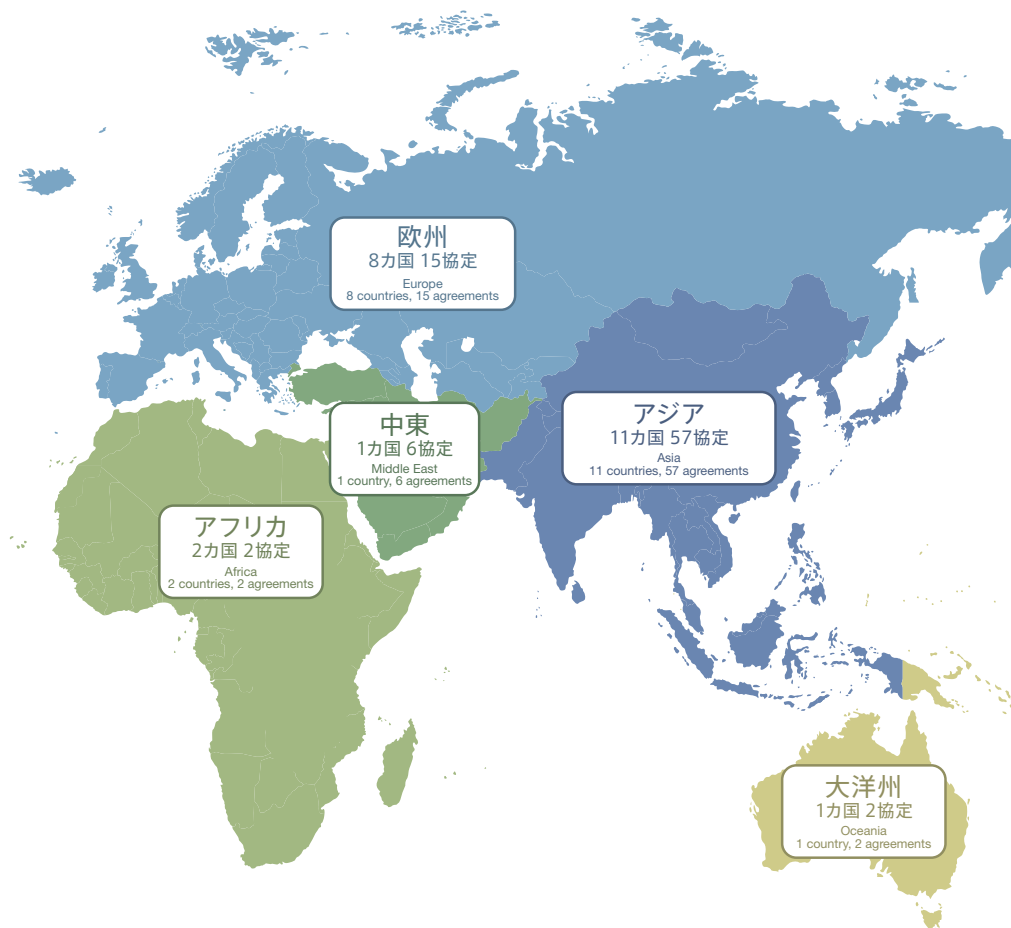 欧州
8カ国 15協定
Europe
8 countries, 15 agreements
中東
1カ国 6協定
Middle East
1 country, 6 agreements
アジア
11カ国 57協定
Asia
11 countries, 57 agreements
アフリカ
2カ国 2協定
Africa
2 countries, 2 agreements
大洋州
1カ国 2協定
Oceania
1 country, 2 agreements